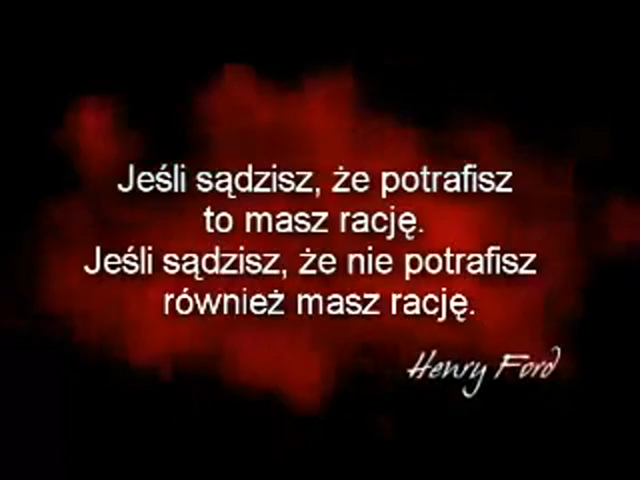 Jeśli sądzisz, że potrafisz
to masz rację.
Jeśli sądzisz, że nie potrafisz
również masz rację.
Henry Ford